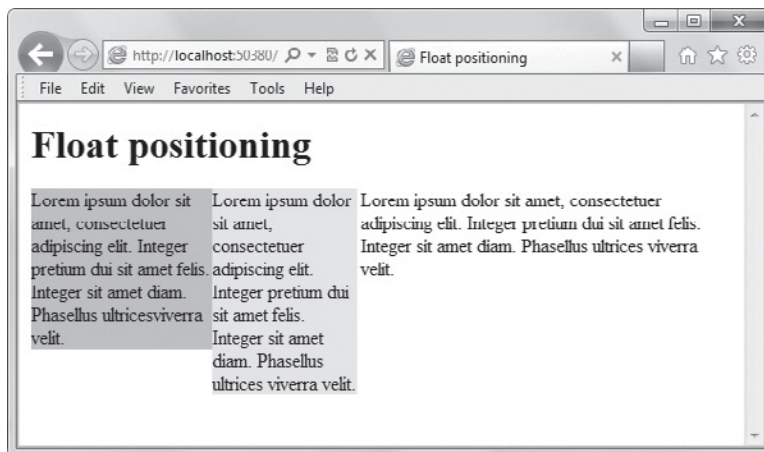 http://localhost:50380/
Float positioning
File Edit View Favorites Tools Help
Float positioning
Lorem ipsum dolor sit
amet, consectetuer
adipiscing elit. Integer
pretium dui sit amet felis.
Integer sit amet diam.
Phasellus ultricesviverra
velit.
Lorem ipsum dolor
sit amet,
consectetuer
adipiscing elit.
Integer pretium dui
sit amet felis.
Integer sit amet
diam. Phasellus
ultrices viverra velit.
Lorem ipsum dolor sit amet, consectetuer
adipiscing elit. Integer pretium dui sit amet felis.
Integer sit amet diam. Phasellus ultrices viverra
velit.